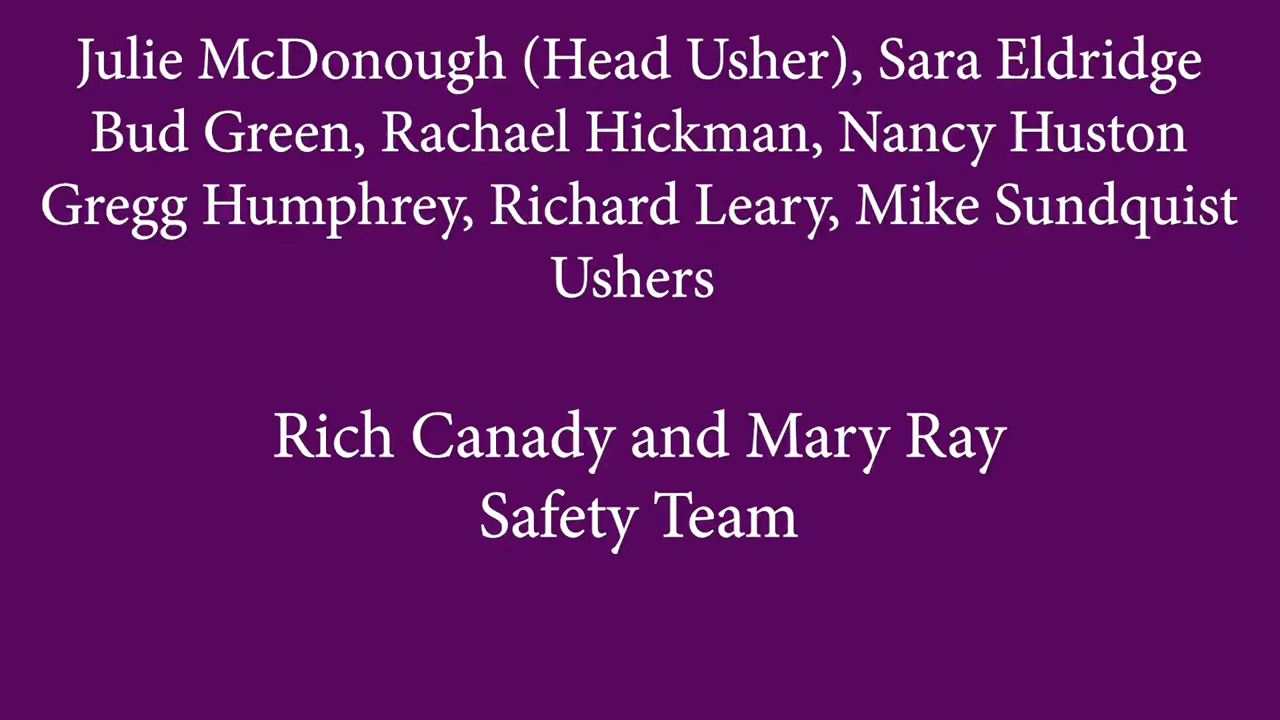 Julie McDonough (Head Usher), Sara Eldridge
Bud Green, Rachael Hickman, Nancy Huston
Gregg Humphrey, Richard Leary, Mike Sundquist
Ushers
Rich Canady and Mary Ray
Safety Team